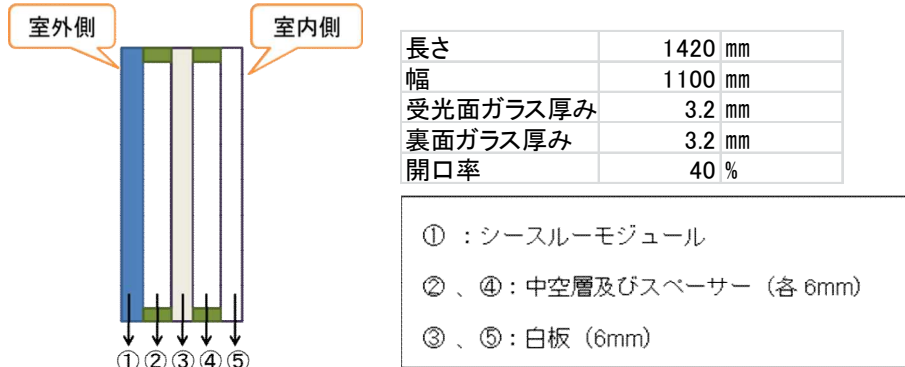 室外側
室内側
①②③④⑤
長さ 1420 mm
幅 1100 mm
受光面ガラス厚み 3.2 mm
裏面ガラス厚み 3.2 mm
開口率 40 %
① ：シースルーモジュール
② 、④：中空層及びスペーサー（各 6mm）
③ 、⑤：白板（6mm）